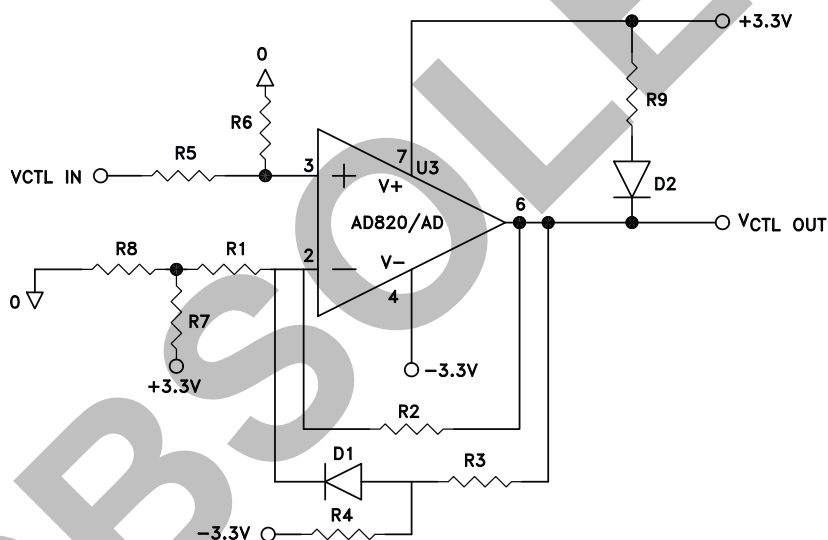 +3.3V
0
R9
R6
R5
3
7
U3
VCTL IN
+
V+
D2
6
AD820/AD
VCTL OUT
R8
R1
2
−
V−
4
0
R7
−3.3V
+3.3V
R2
D1
R3
R4
−3.3V
OBSOLE